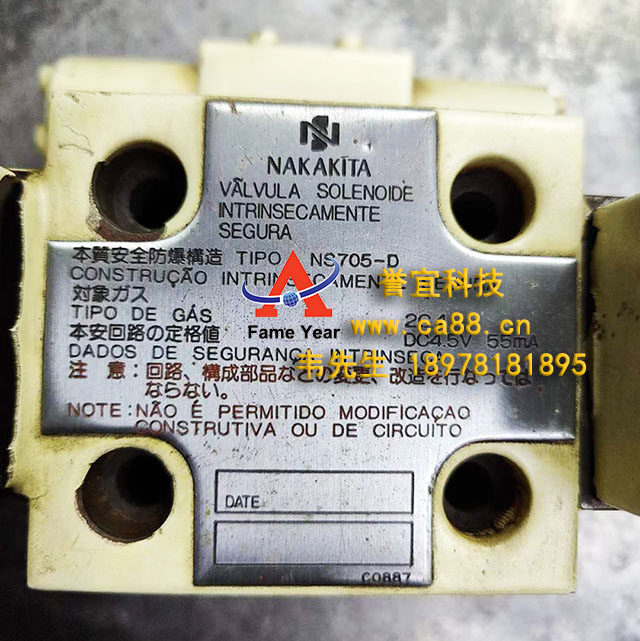 NAKAKITA
VÃLVULA SOLENOIDE
INTRINSECAMENTE
SEGURA
本質安全防爆構造 TIPO NS705-D
CONSTRUÇÃO INTRINSECAMEN
対象ガス
TIPO DE GÁS 2G4
本安回路の定格値 DC4.5V 55mA
DADOS DE SEGURANÇA INTRINSECA
注意:回路、構成部品などの変更、改造を行なっては
ならない。
NOTE:NÃO É PERMITIDO MODIFICAÇAO
CONSTRUTIVA OU DE CIRCUITO
DATE
C0887
A
Fame Year
誉宜科技
www.ca88.cn
韦先生 18978181895